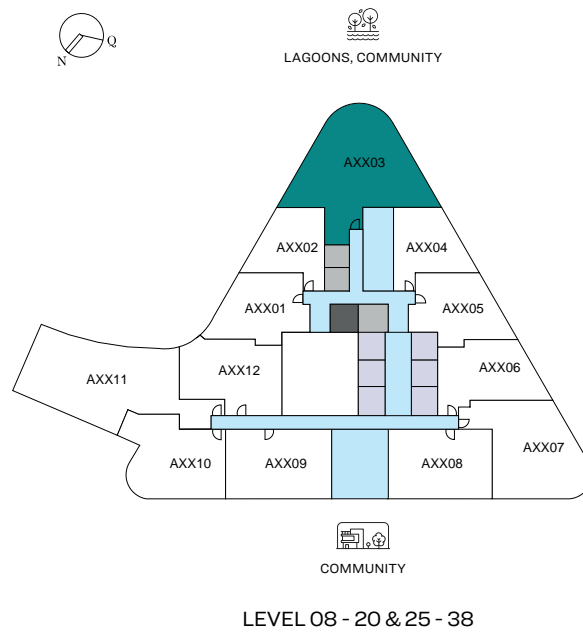 N
Q
LAGOONS, COMMUNITY
AXX03
AXX02
AXX04
AXX01
AXX05
AXX11
AXX12
AXX06
AXX07
AXX10
AXX09
AXX08
COMMUNITY
LEVEL 08 - 20 & 25 - 38